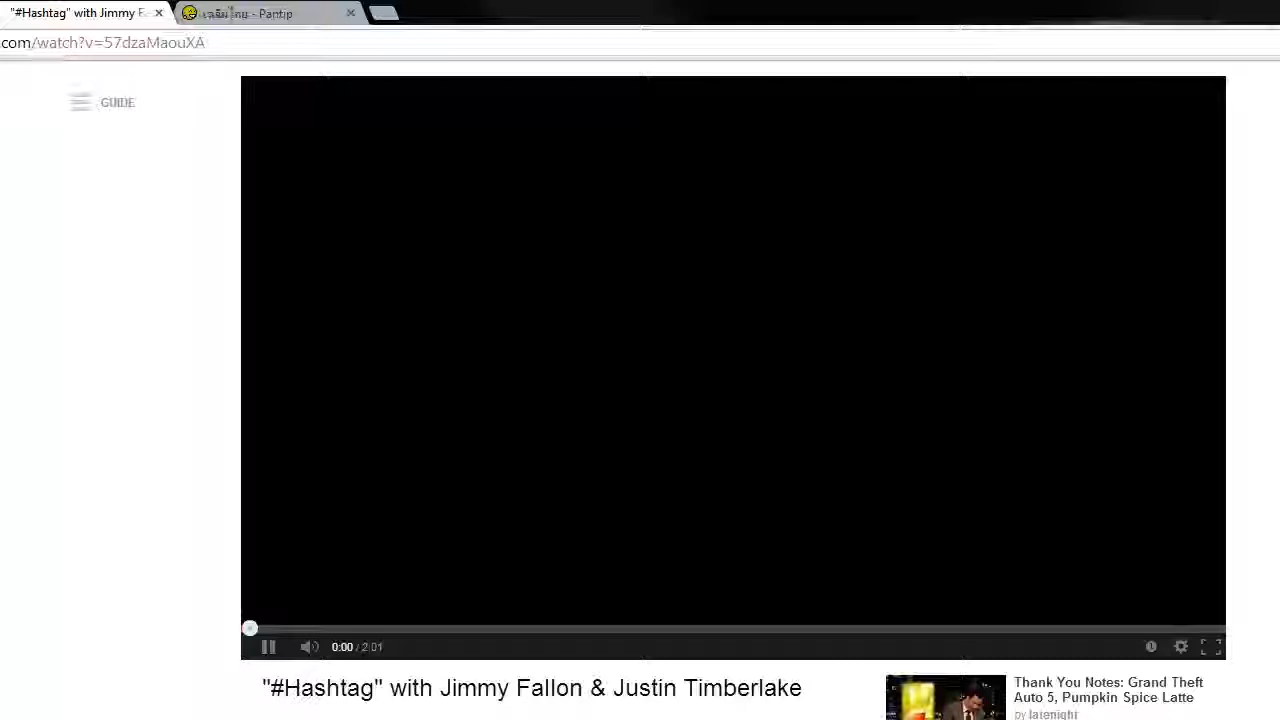 "#Hashtag" with Jimmy F
- Pantip
com/watch?v=57dzaMaouXA
GUIDE
0:00 / 2:01
"#Hashtag" with Jimmy Fallon & Justin Timberlake
Thank You Notes: Grand Theft
Auto 5, Pumpkin Spice Latte
by latenight